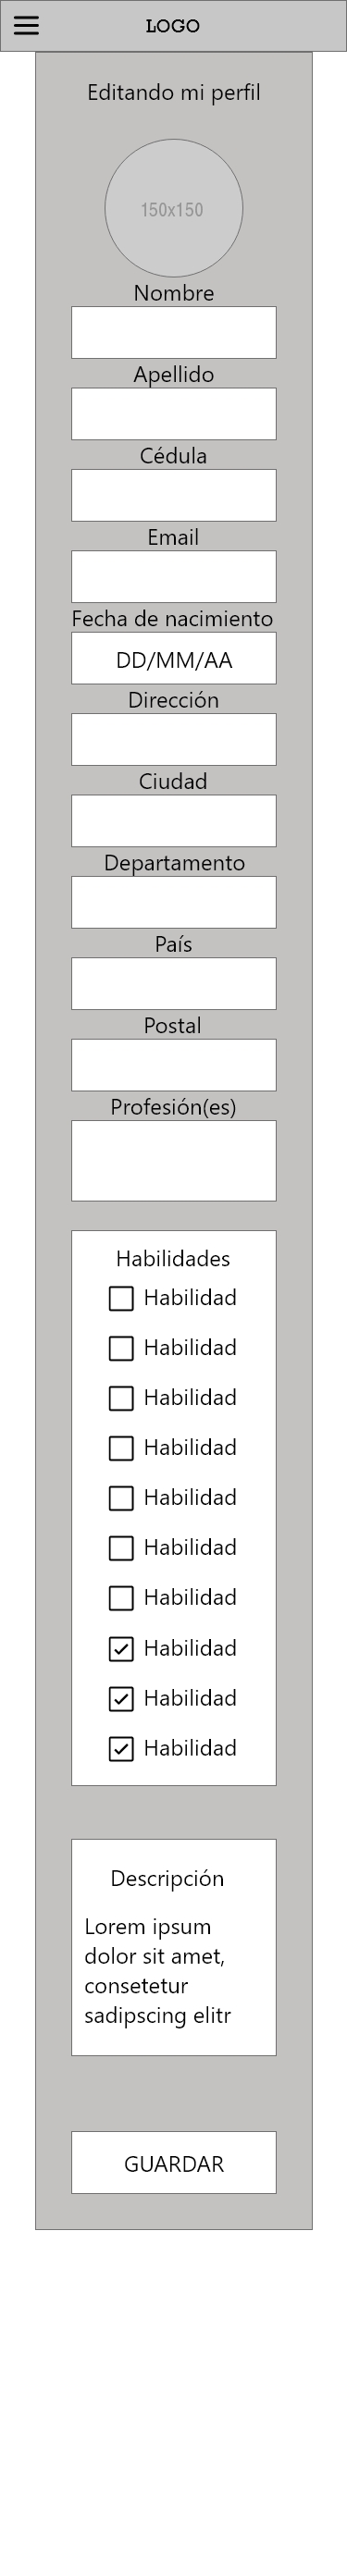 LOGO
Editando mi perfil
150x150
Nombre
Apellido
Cédula
Email
Fecha de nacimiento
DD/MM/AA
Dirección
Ciudad
Departamento
País
Postal
Profesión(es)
Habilidades
Habilidad
Habilidad
Habilidad
Habilidad
Habilidad
Habilidad
Habilidad
Habilidad
Habilidad
Habilidad
Descripción
Lorem ipsum
dolor sit amet,
consetetur
sadipscing elitr
GUARDAR